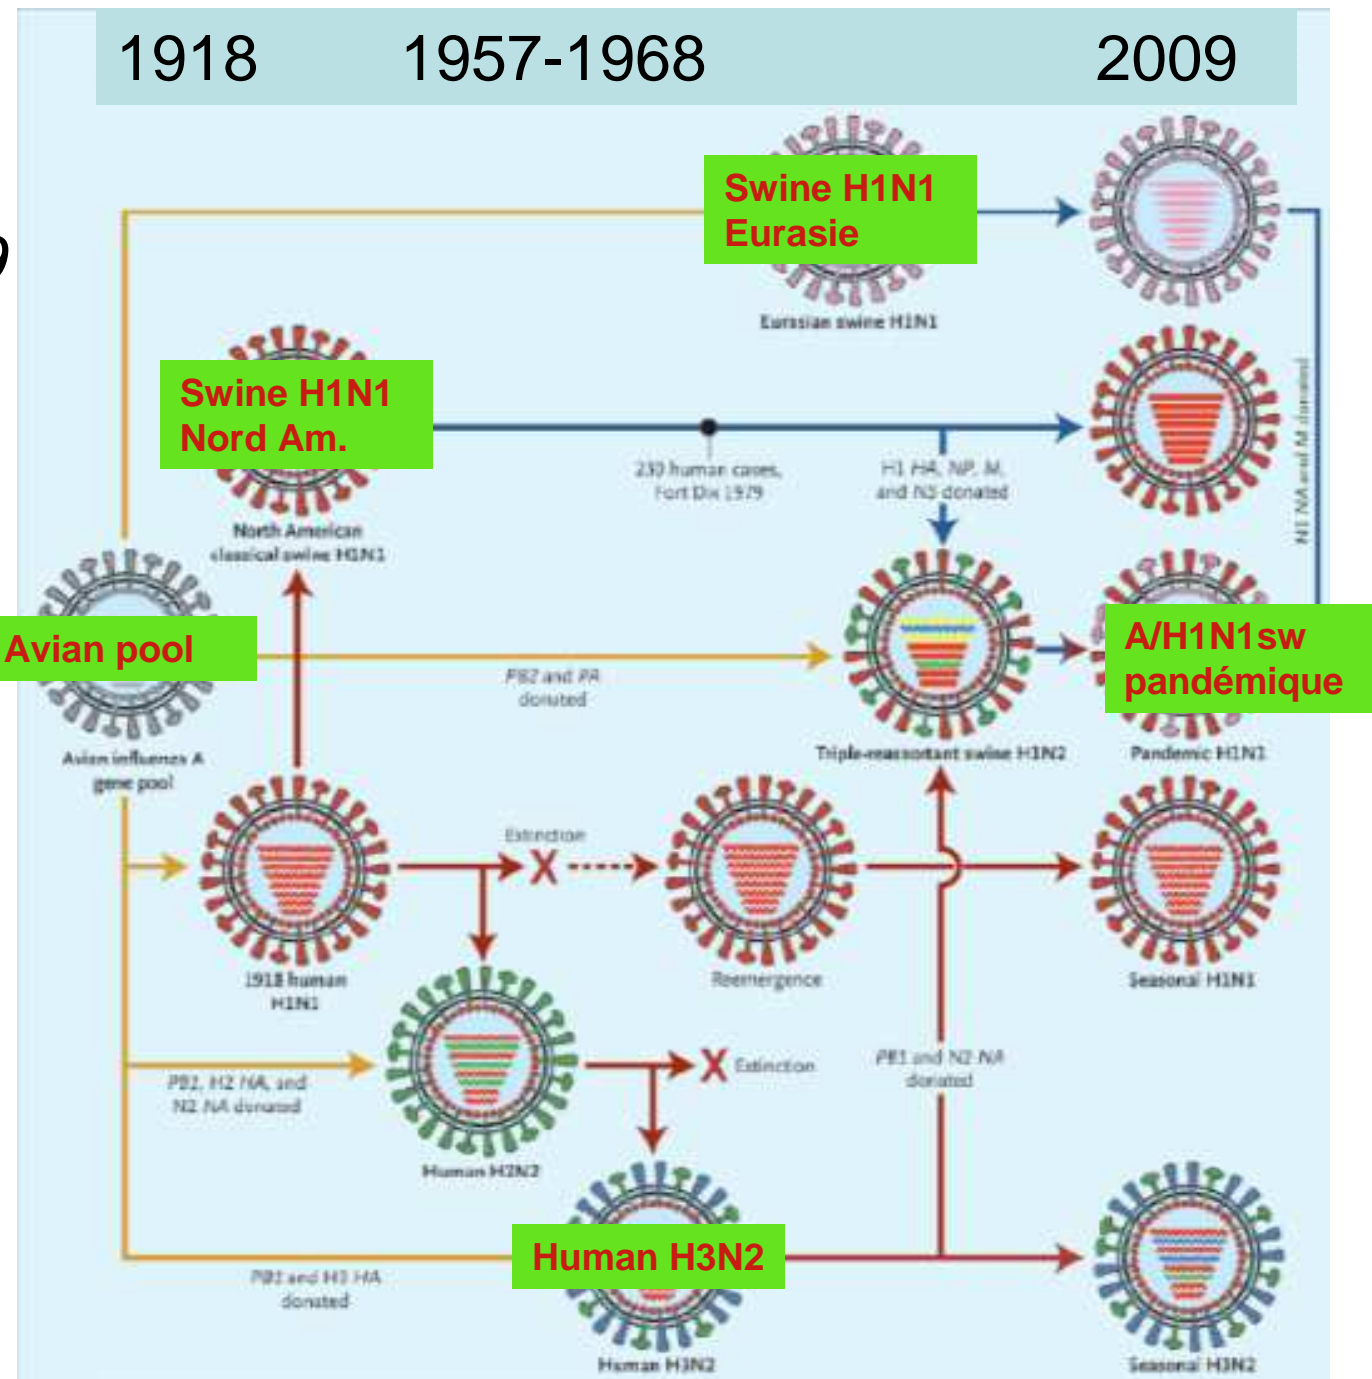 1918 1957-1968 2009
Swine H1N1
Eurasie
Eurasian swine H1N1
Swine H1N1
Nord Am.
230 human cases,
Fort Dix 1979
H1 HA, NP, M,
and NS donated
N1 NA and M donated
North American
classical swine H1N1
Avian pool
A/H1N1sw
pandémique
PB2 and PA
donated
Avian influenza A
gene pool
Triple-reassortant swine H1N2
Pandemic H1N1
Extinction
X
1918 human
H1N1
Reemergence
Seasonal H1N1
PB1, H2 HA, and
N2 NA donated
X Extinction
PB1 and N2 NA
donated
Human H2N2
Human H3N2
PB1 and H3 HA
donated
Human H3N2
Seasonal H3N2